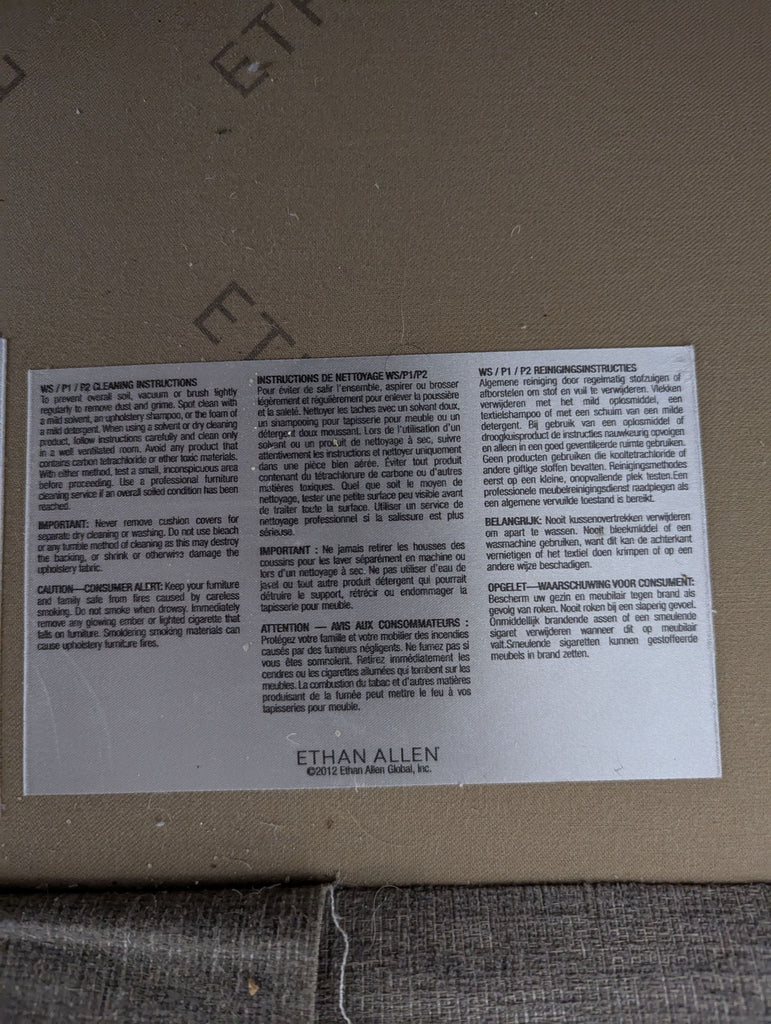 ETH
E
ET
WS / P1 / P2 CLEANING INSTRUCTIONS
To prevent overall soil, vacuum or brush lightly
regularly to remove dust and grime. Spot clean with
a mild solvent, an upholstery shampoo, or the foam of
a mild detergent. When using a solvent or dry cleaning
product, follow instructions carefully and clean only
in a well ventilated room. Avoid any product that
contains carbon tetrachloride or other toxic materials.
With either method, test a small, inconspicuous area
before proceeding. Use a professional furniture
cleaning service if an overall soiled condition has been
reached.
IMPORTANT: Never remove cushion covers for
separate dry cleaning or washing. Do not use bleach
or any tumble method of cleaning as this may destroy
the backing, or shrink or otherwise damage the
upholstery fabric.
CAUTION—CONSUMER ALERT: Keep your furniture
and family safe from fires caused by careless
smoking. Do not smoke when drowsy. Immediately
remove any glowing ember or lighted cigarette that
falls on furniture. Smoldering smoking materials can
cause upholstery furniture fires.
INSTRUCTIONS DE NETTOYAGE WS/P1/P2
Pour éviter de salir l'ensemble, aspirer ou brosser
légèrement et régulièrement pour enlever la poussière
et la saleté. Nettoyer les taches avec un solvant doux,
un shampooing pour tapisserie pour meuble ou un
détergent doux moussant. Lors de l'utilisation d'un
solvant ou un produit de nettoyage à sec, suivre
attentivement les instructions et nettoyer uniquement
dans une pièce bien aérée. Éviter tout produit
contenant du tétrachlorure de carbone ou d'autres
matières toxiques. Quel que soit le moyen de
nettoyage, tester une petite surface peu visible avant
de traiter toute la surface. Utiliser un service de
nettoyage professionnel si la salissure est plus
sérieuse.
IMPORTANT : Ne jamais retirer les housses des
coussins pour les laver séparément en machine ou
lors d'un nettoyage à sec. Ne pas utiliser d'eau de
javel ou tout autre produit détergent qui pourrait
détruire le support, rétrécir ou endommager la
tapisserie pour meuble.
ATTENTION — AVIS AUX CONSOMMATEURS :
Protégez votre famille et votre mobilier des incendies
causés par des fumeurs négligents. Ne fumez pas si
vous êtes somnolent. Retirez immédiatement les
cendres ou les cigarettes allumées qui tombent sur les
meubles. La combustion du tabac et d'autres matières
produisant de la fumée peut mettre le feu à vos
tapisseries pour meuble.
WS / P1 / P2 REINIGINGSINSTRUCTIES
Algemene reiniging door regelmatig stofzuigen of
afborstelen om stof en vuil te verwijderen. Vlekken
verwijderen met het mild oplosmiddel, een
textielshampoo of met een schuim van een milde
detergent. Bij gebruik van een oplosmiddel of
droogkuisproduct de instructies nauwkeurig opvolgen
en alleen in een goed geventileerde ruimte gebruiken.
Geen producten gebruiken die kooltetrachloride of
andere giftige stoffen bevatten. Reinigingsmethodes
eerst op een kleine, onopvallende plek testen.Een
professionele meubelreinigingsdienst raadplegen als
een algemene vervuilde toestand is bereikt.
BELANGRIJK: Nooit kussenovertrekken verwijderen
om apart te wassen. Nooit bleekmiddel of een
wasmachine gebruiken, want dit kan de achterkant
vernietigen of het textiel doen krimpen of op een
andere wijze beschadigen.
OPGELET—WAARSCHUWING VOOR CONSUMENT:
Bescherm uw gezin en meubilair tegen brand als
gevolg van roken. Nooit roken bij een slaperig gevoel.
Onmiddellijk brandende assen of een smeulende
sigaret verwijderen wanneer dit op meubilair
valt.Smeulende sigaretten kunnen gestoffeerde
meubels in brand zetten.
ETHAN ALLEN
©2012 Ethan Allen Global, Inc.